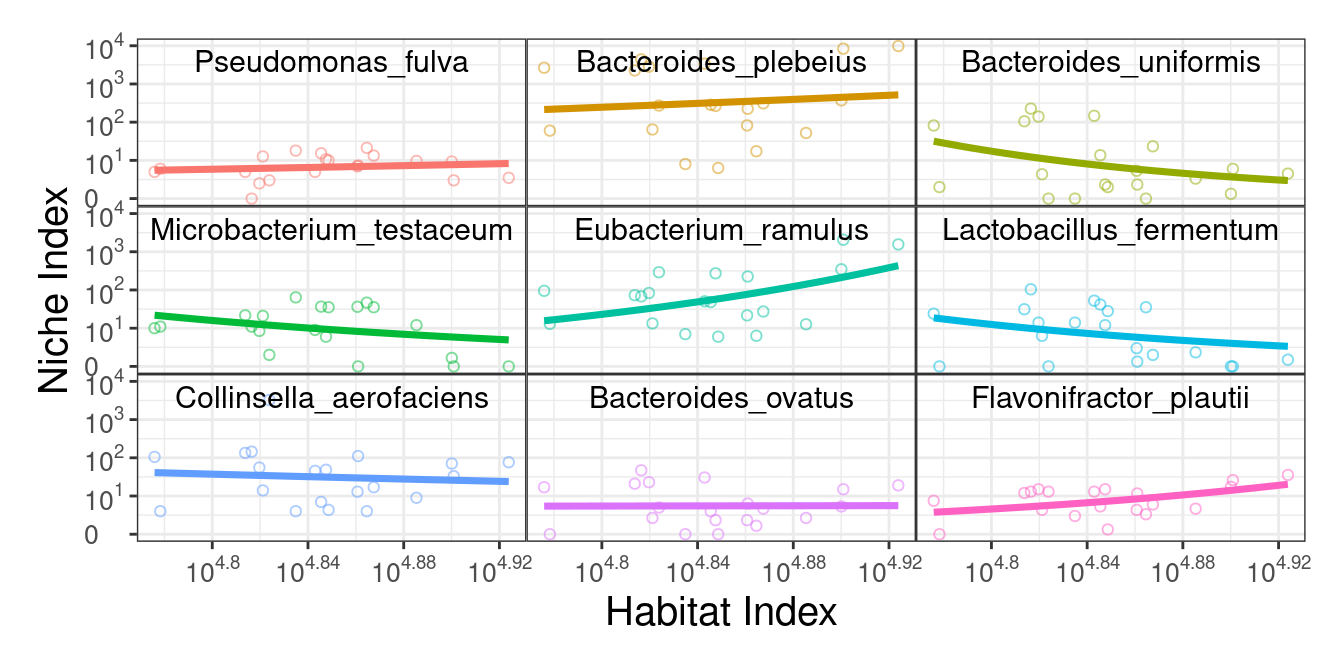 Niche Index
10^4
10^3
10^2
10^1
0
Pseudomonas_fulva
Bacteroides_plebeius
Bacteroides_uniformis
10^4
10^3
10^2
10^1
0
Microbacterium_testaceum
Eubacterium_ramulus
Lactobacillus_fermentum
10^4
10^3
10^2
10^1
0
Collinsella_aerofaciens
Bacteroides_ovatus
Flavonifractor_plautii
10^4.8 10^4.84 10^4.88 10^4.92 10^4.8 10^4.84 10^4.88 10^4.92 10^4.8 10^4.84 10^4.88 10^4.92
Habitat Index